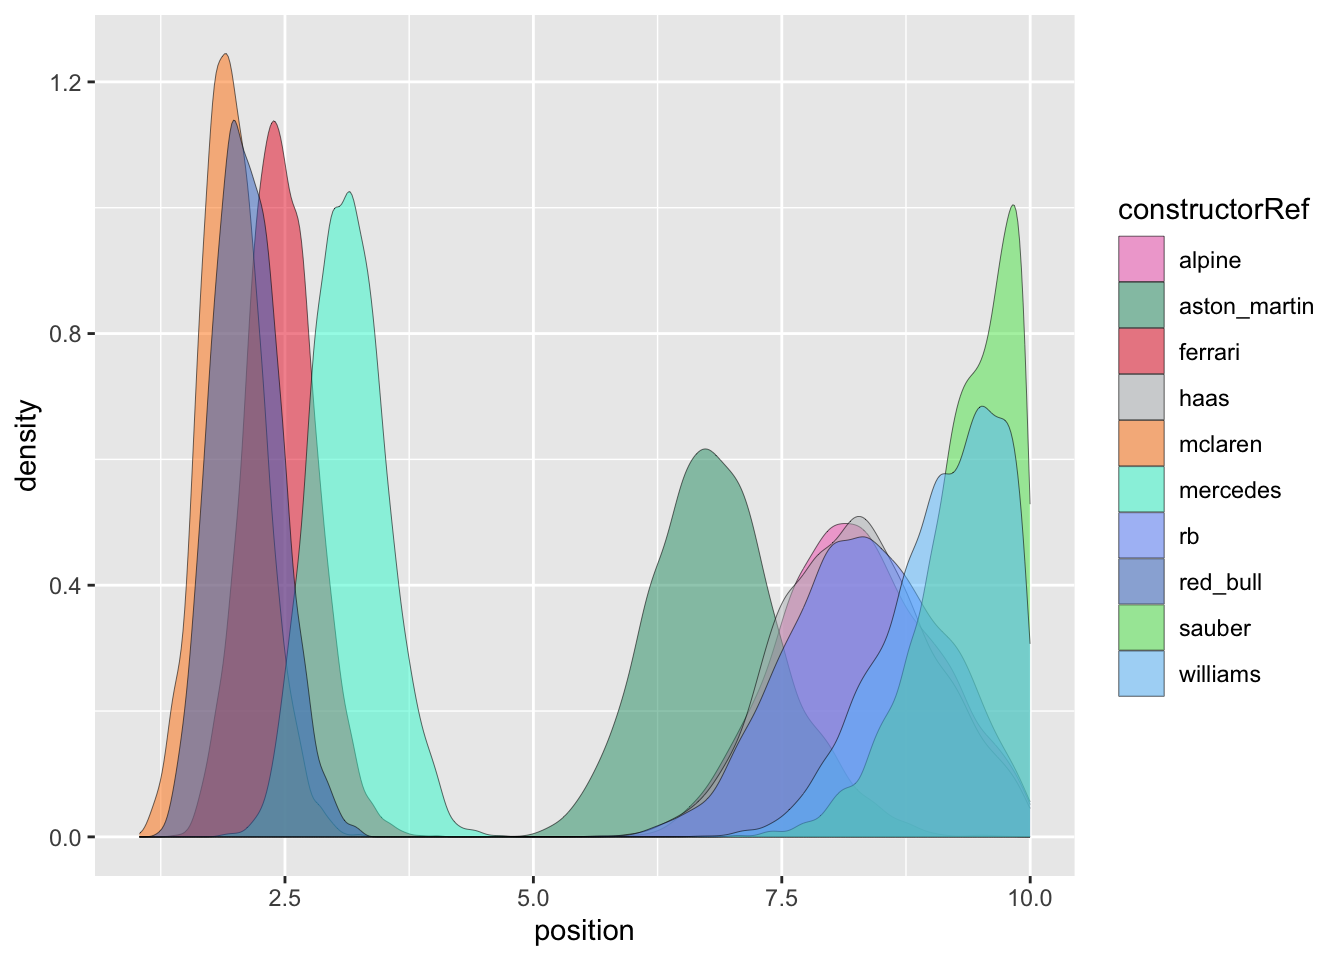 1.2
0.8
0.4
0.0
density
2.5
5.0
7.5
10.0
position
constructorRef
alpine
aston_martin
ferrari
haas
mclaren
mercedes
rb
red_bull
sauber
williams